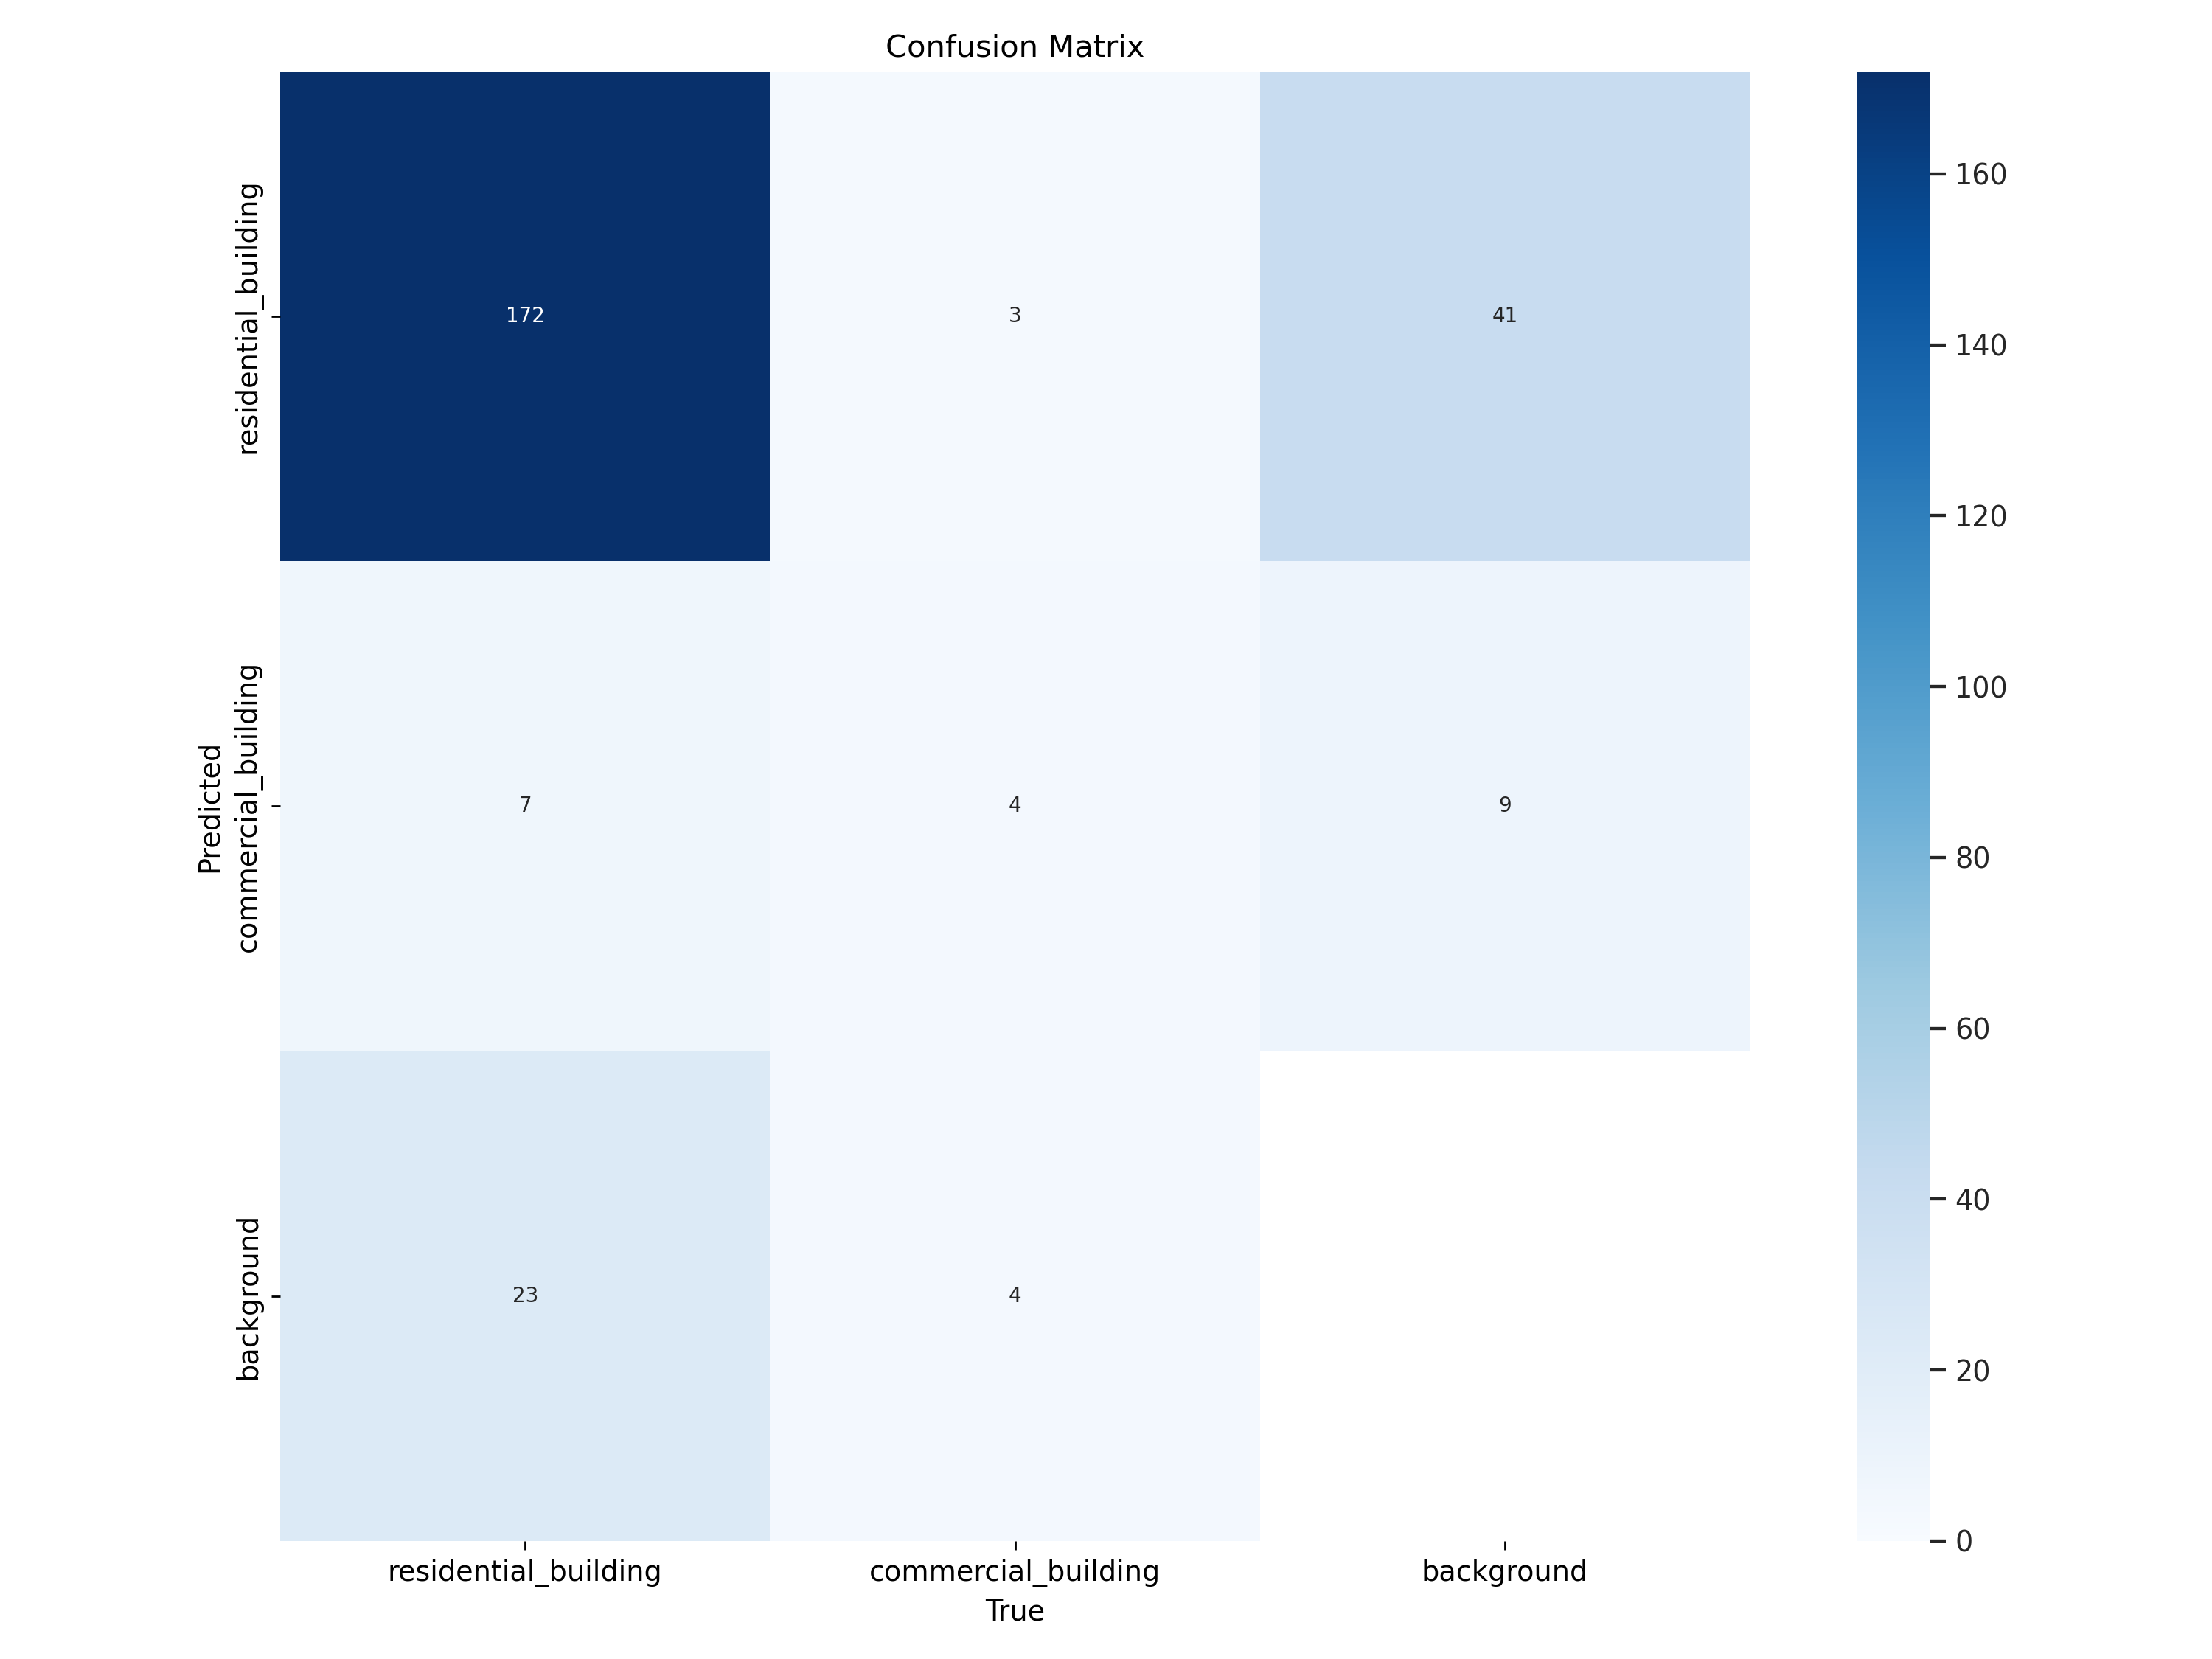 Confusion Matrix
Predicted
residential_building
172
3
41
commercial_building
7
4
9
background
23
4
residential_building
commercial_building
background
True
160
140
120
100
80
60
40
20
0